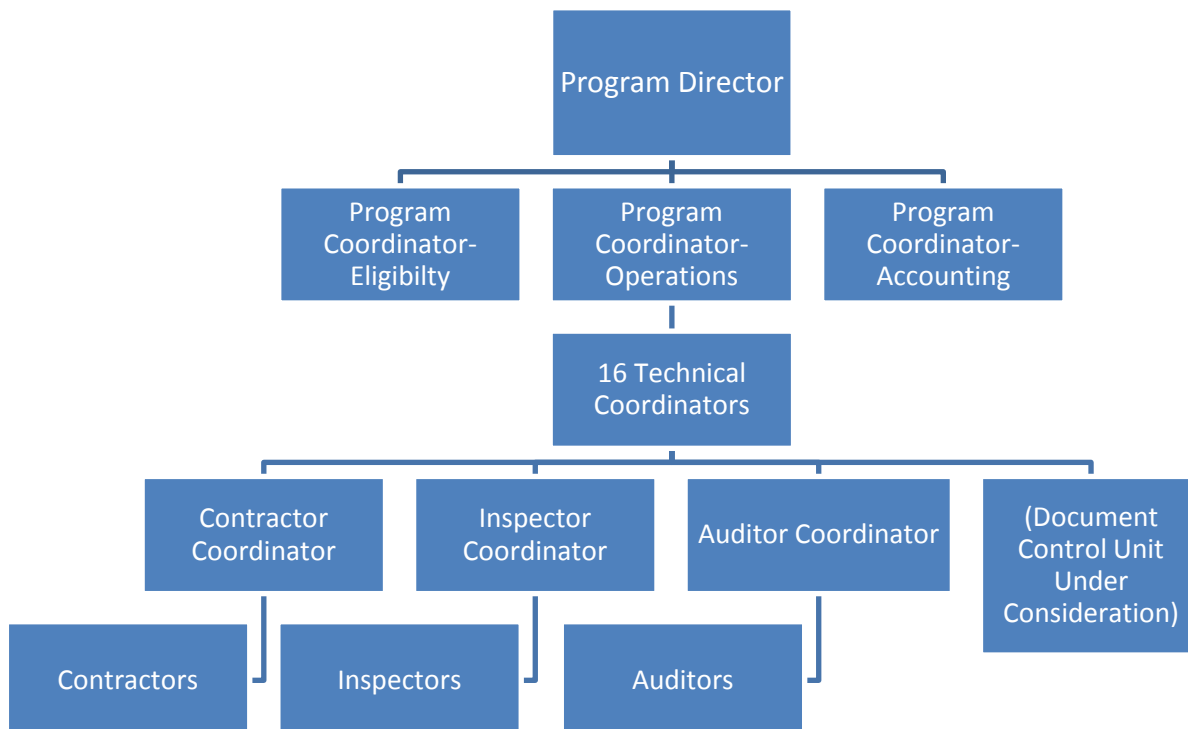 Program Director
Program
Coordinator-
Eligibilty
Program
Coordinator-
Operations
Program
Coordinator-
Accounting
16 Technical
Coordinators
Contractor
Coordinator
Inspector
Coordinator
Auditor Coordinator
(Document
Control Unit
Under
Consideration)
Contractors
Inspectors
Auditors